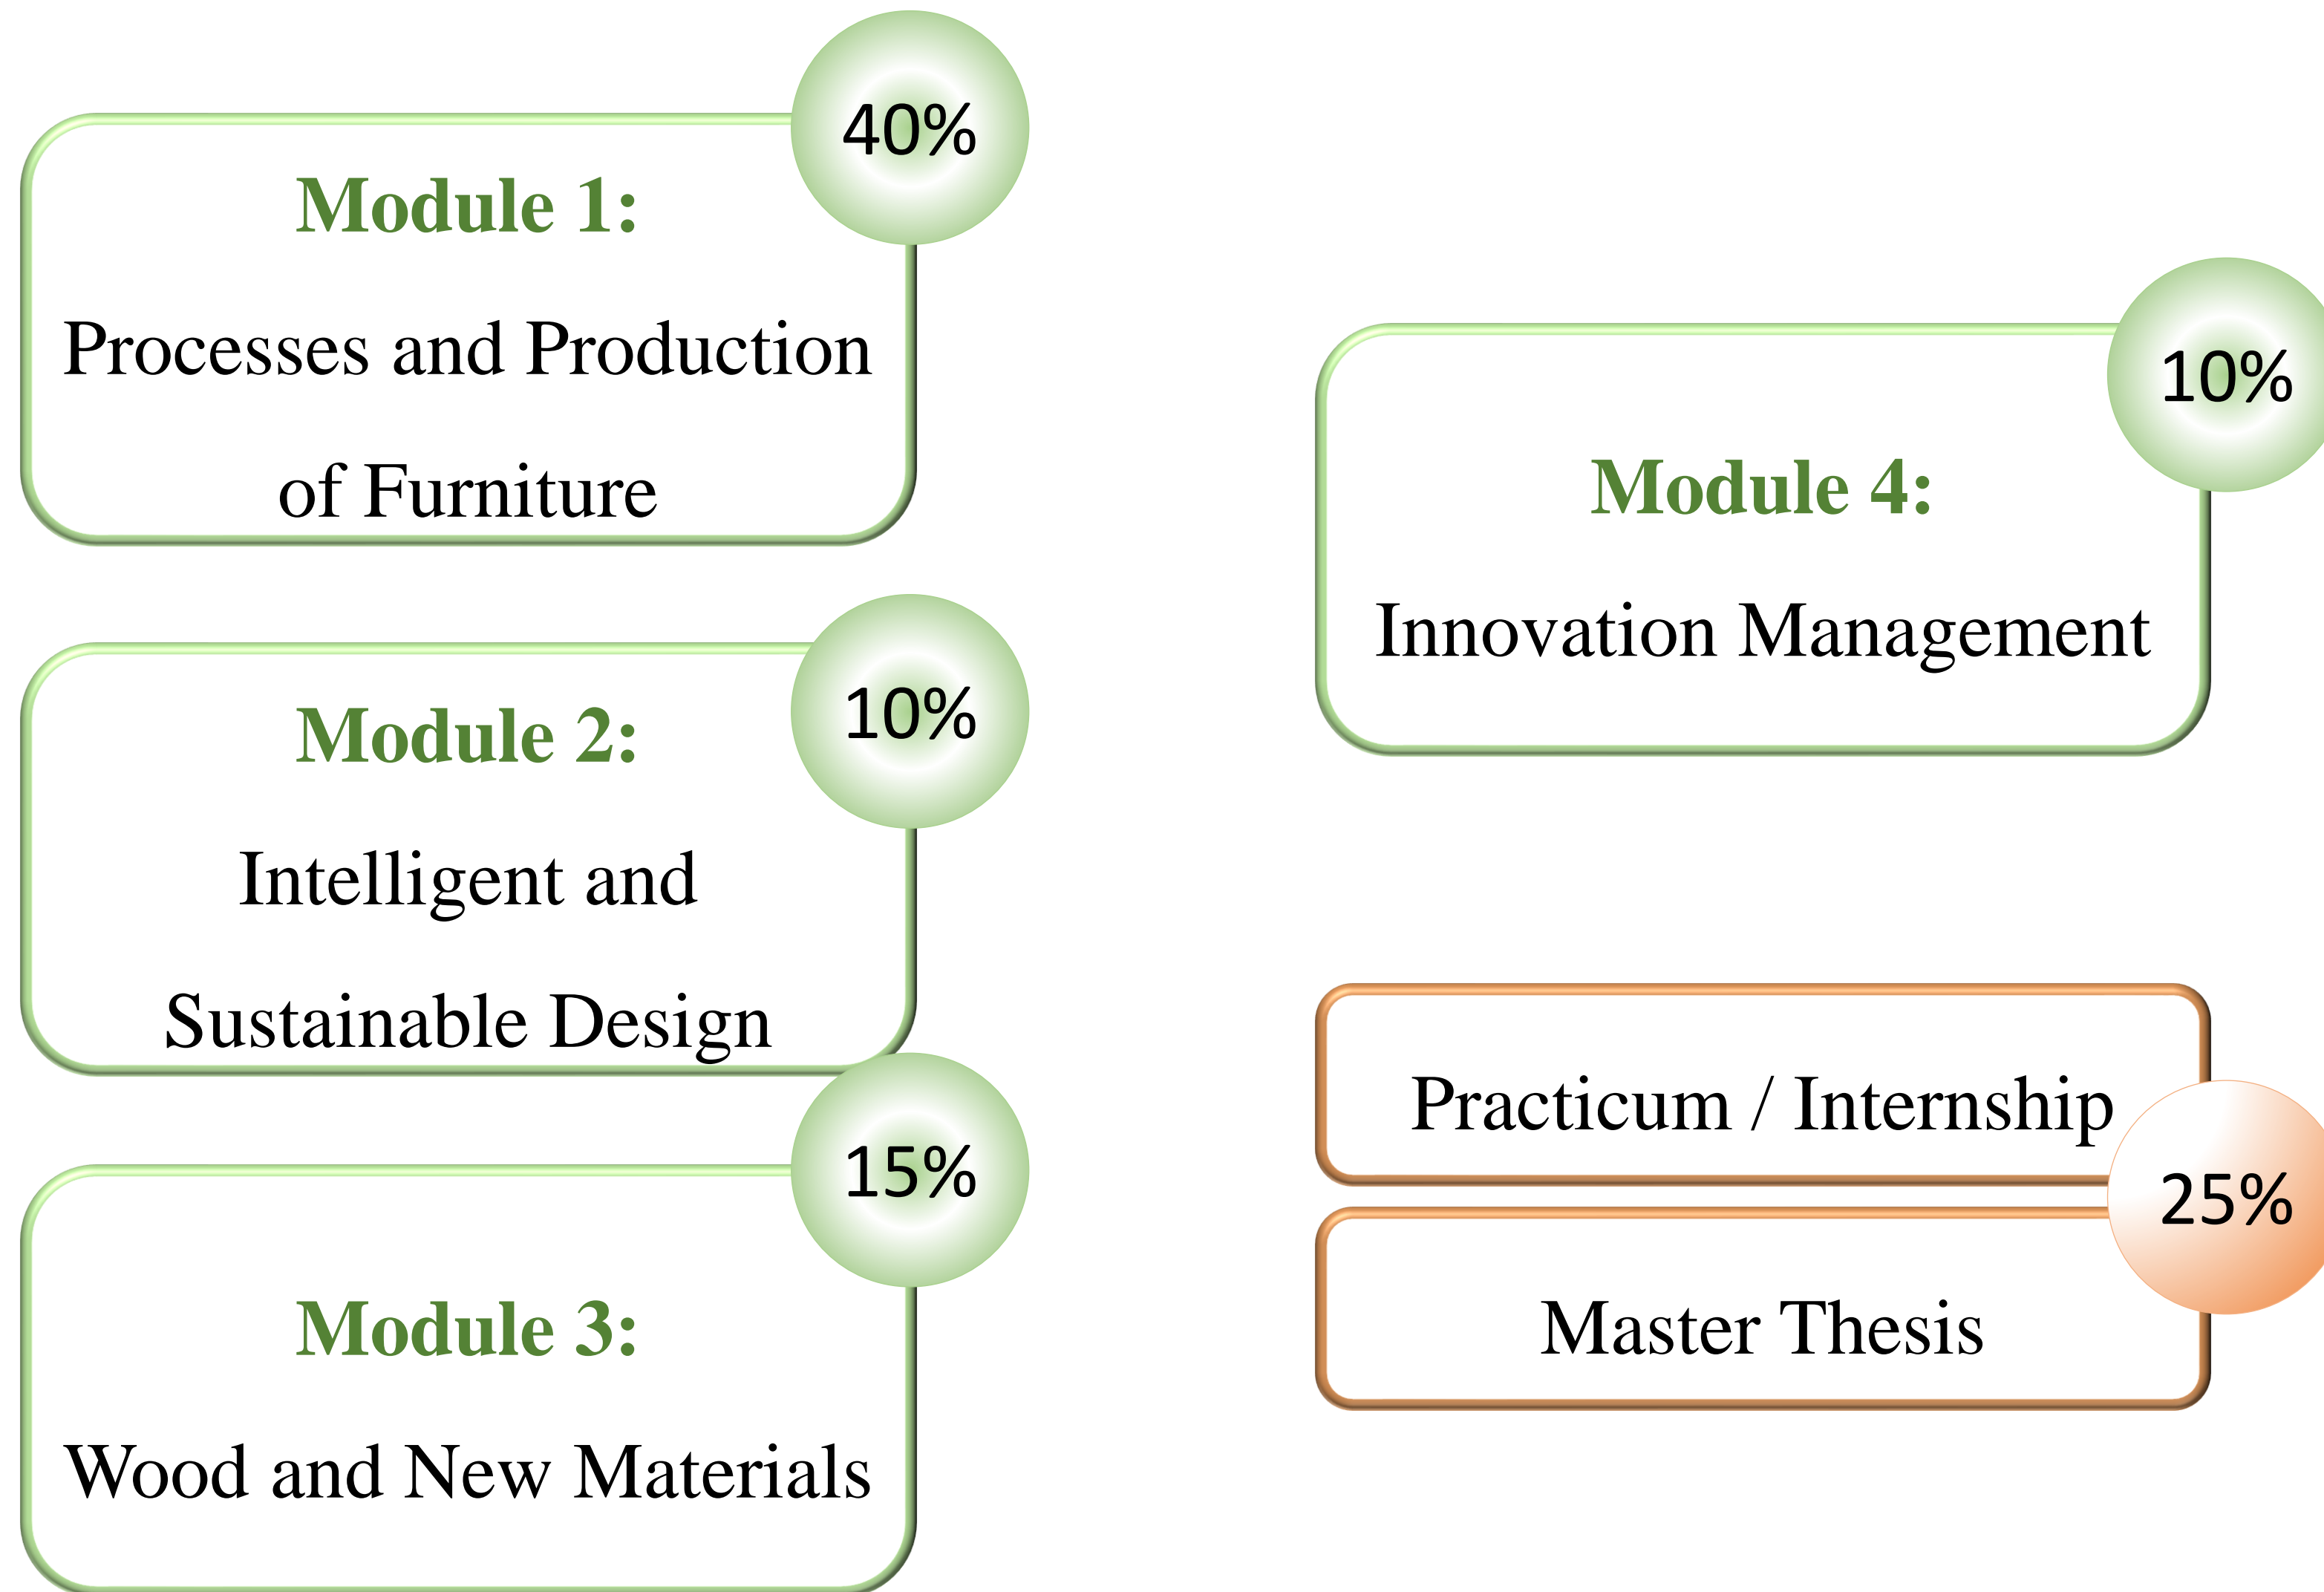 40%
Module 1:
Processes and Production
of Furniture
10%
Module 2:
Intelligent and
Sustainable Design
15%
Module 3:
Wood and New Materials
10%
Module 4:
Innovation Management
Practicum / Internship
25%
Master Thesis